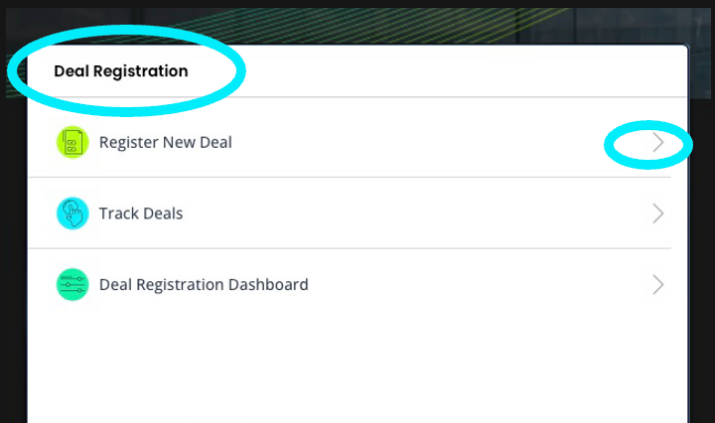 Deal Registration
Register New Deal
Track Deals
Deal Registration Dashboard